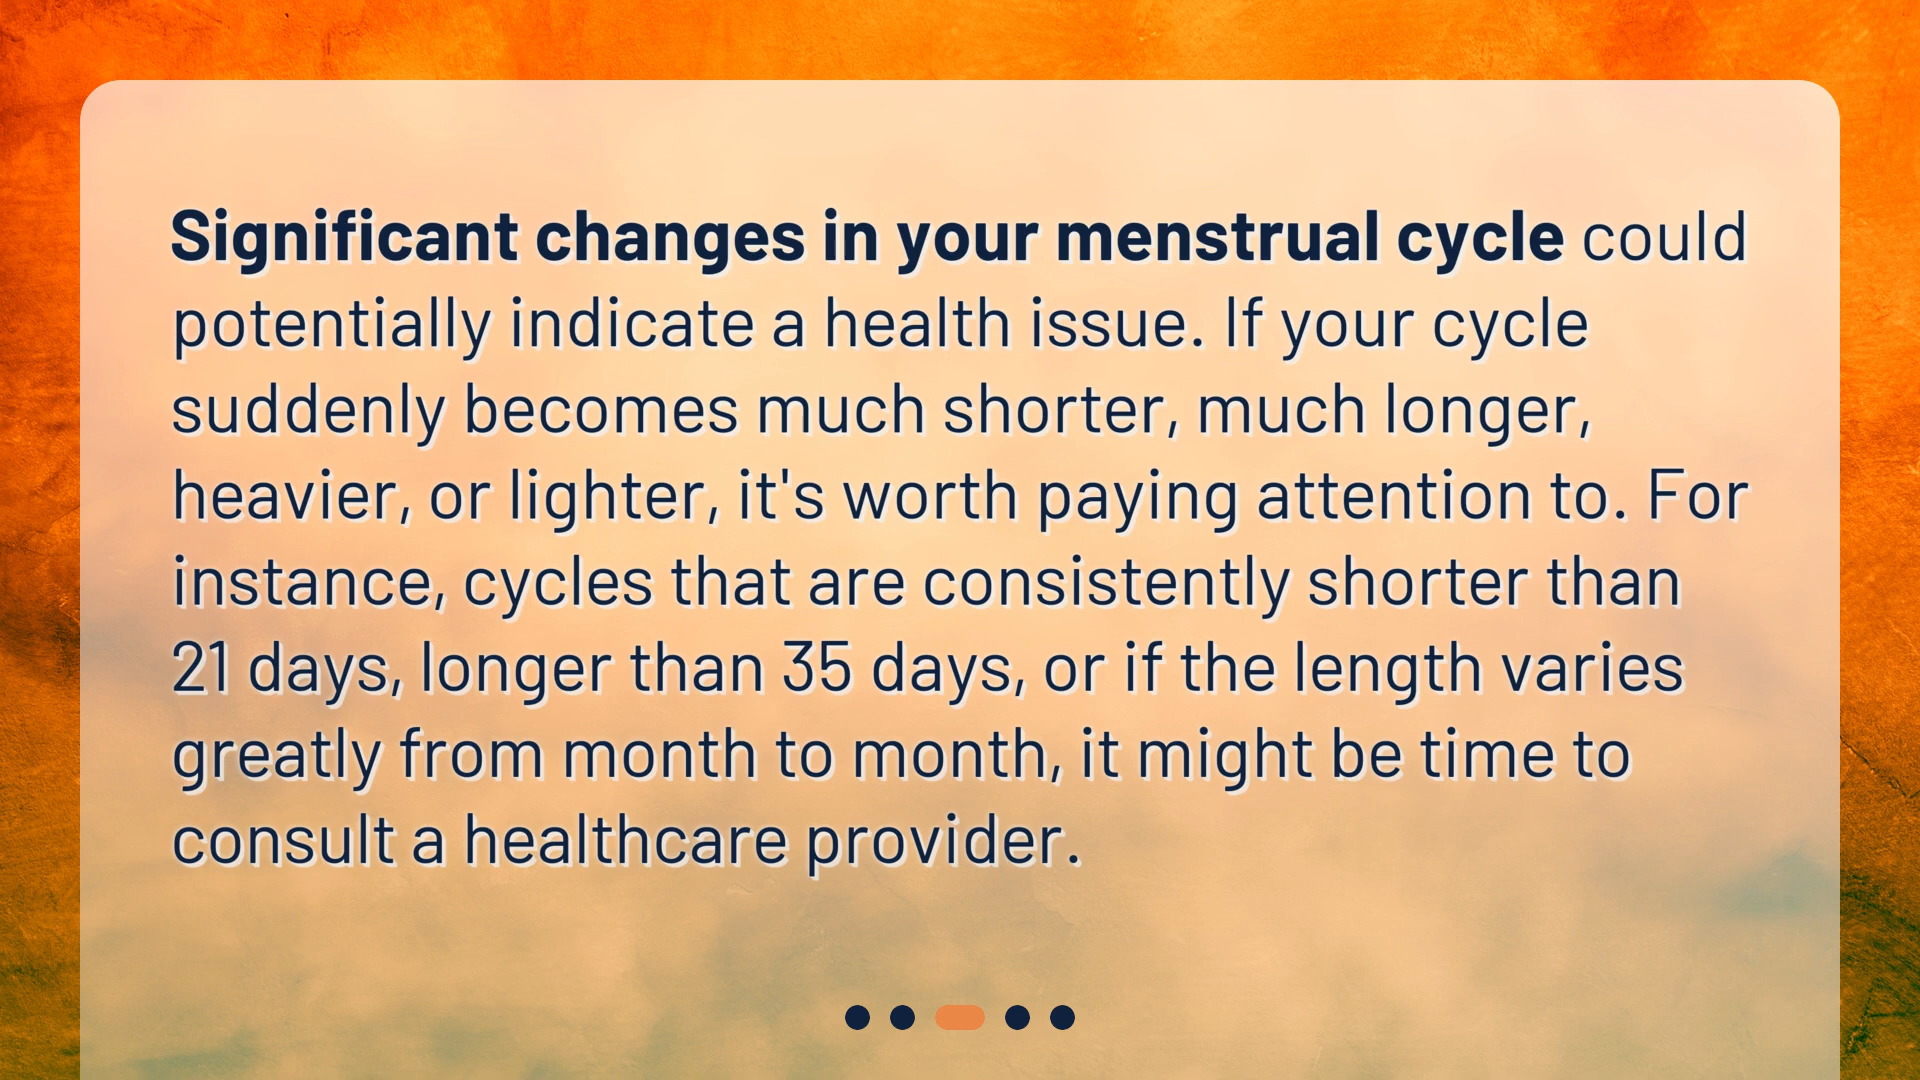 Significant changes in your menstrual cycle could
potentially indicate a health issue. If your cycle
suddenly becomes much shorter, much longer,
heavier, or lighter, it's worth paying attention to. For
instance, cycles that are consistently shorter than
21 days, longer than 35 days, or if the length varies
greatly from month to month, it might be time to
consult a healthcare provider.